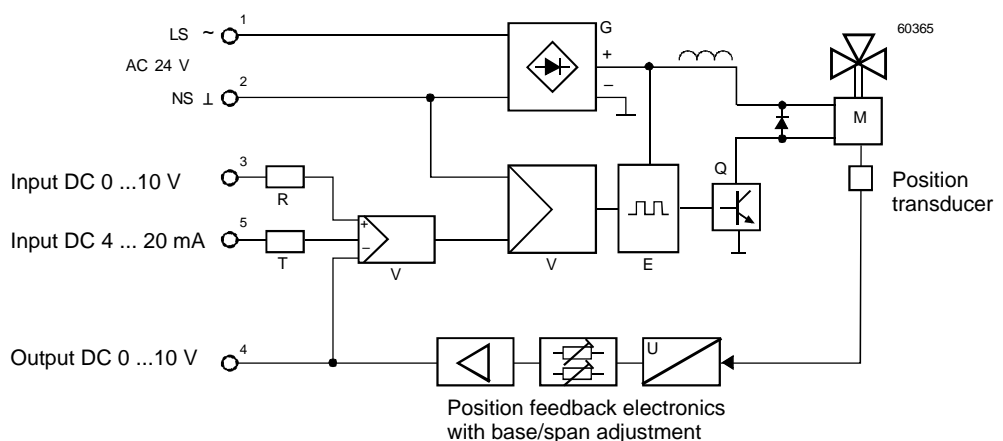 1
LS ~
G
60365
AC 24 V
+
2
−
NS ⊥
M
3
Input DC 0 ...10 V
Q
Position
transducer
R
+
5
Input DC 4 ... 20 mA
−
T
V
V
E
4
Output DC 0 ...10 V
U
Position feedback electronics
with base/span adjustment